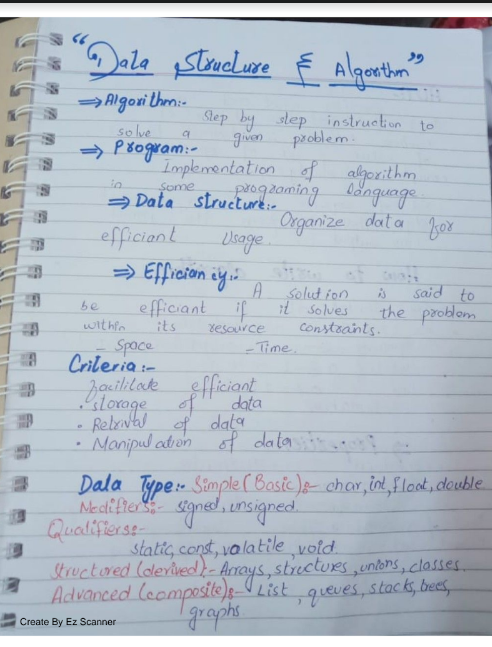 “Data Structure & Algorithm”
⇒ Algorithm:-
Step by step instruction to
solve a given problem.
⇒ Program:-
Implementation of algorithm
in some programing language
⇒ Data structure:-
Organize data for
efficiant Usage.
⇒ Efficiancy:-
A solution is said to
be efficiant if it solves the problem
within its resource constraints.
- Space - Time.
Criteria:-
Facilitate efficiant
• storage of data
• Retrival of data
• Manipulation of data
Data Type:- Simple(Basic):- char, int, float, double
Modifiers:- signed, unsigned.
Qualifiers:-
static, const, volatile, void.
Structured (derived):- Arrays, structures, unions, classes.
Advanced (composite):- List, queues, stacks, trees,
graphs
Create By Ez Scanner